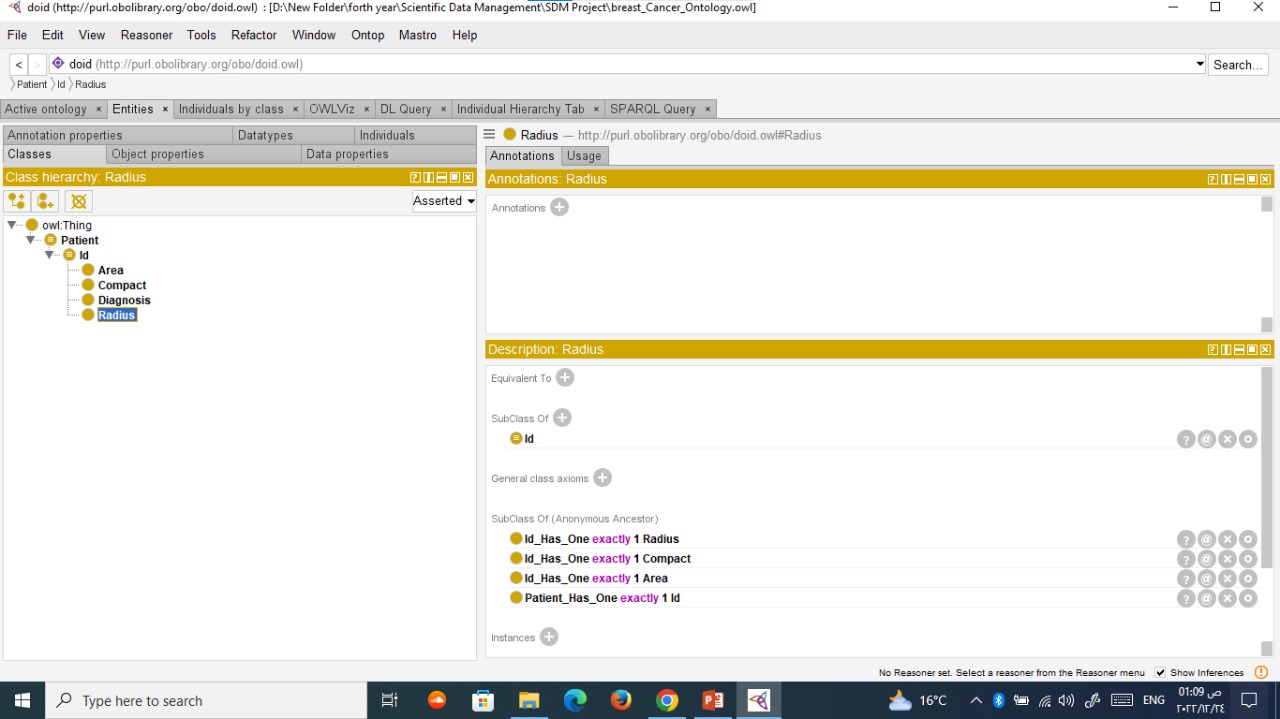 doid (http://purl.obolibrary.org/obo/doid.owl) : [D:\New Folder\forth year\Scientific Data Management\SDM Project\breast_Cancer_Ontology.owl]
File Edit View Reasoner Tools Refactor Window Ontop Mastro Help
< > doid (http://purl.obolibrary.org/obo/doid.owl) Search...
Patient Id Radius
Active ontology × Entities × Individuals by class × OWLViz × DL Query × Individual Hierarchy Tab × SPARQL Query ×
Annotation properties Datatypes Individuals
Classes Object properties Data properties
Class hierarchy: Radius
Asserted
owl:Thing
Patient
Id
Area
Compact
Diagnosis
Radius
Radius — http://purl.obolibrary.org/obo/doid.owl#Radius
Annotations Usage
Annotations: Radius
Annotations
Description: Radius
Equivalent To
SubClass Of
Id
General class axioms
SubClass Of (Anonymous Ancestor)
Id_Has_One exactly 1 Radius
Id_Has_One exactly 1 Compact
Id_Has_One exactly 1 Area
Patient_Has_One exactly 1 Id
Instances
No Reasoner set. Select a reasoner from the Reasoner menu Show Inferences
Type here to search
16°C
ENG
01:09 ص
٢٠٢٢/١٢/٢٤